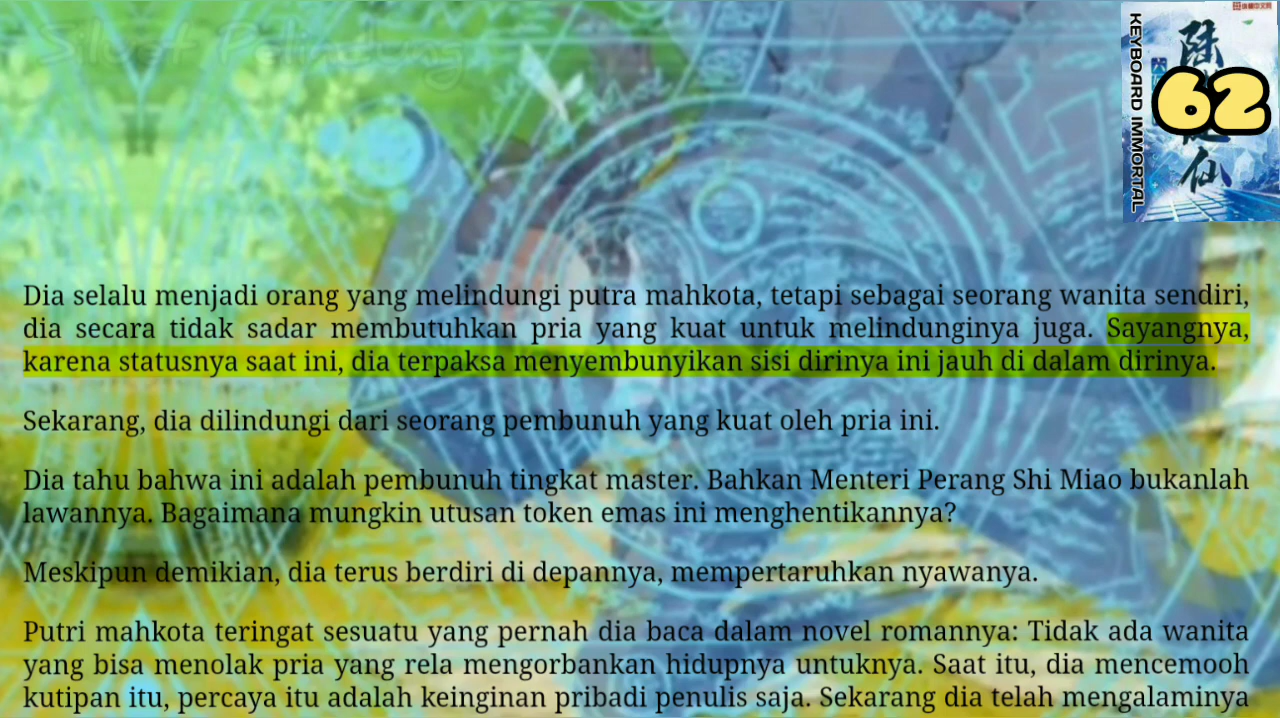 Silvet Pelindung
KEYBOARD IMMORTAL
62
Dia selalu menjadi orang yang melindungi putra mahkota, tetapi sebagai seorang wanita sendiri,
dia secara tidak sadar membutuhkan pria yang kuat untuk melindunginya juga. Sayangnya,
karena statusnya saat ini, dia terpaksa menyembunyikan sisi dirinya ini jauh di dalam dirinya.
Sekarang, dia dilindungi dari seorang pembunuh yang kuat oleh pria ini.
Dia tahu bahwa ini adalah pembunuh tingkat master. Bahkan Menteri Perang Shi Miao bukanlah
lawannya. Bagaimana mungkin utusan token emas ini menghentikannya?
Meskipun demikian, dia terus berdiri di depannya, mempertaruhkan nyawanya.
Putri mahkota teringat sesuatu yang pernah dia baca dalam novel romannya: Tidak ada wanita
yang bisa menolak pria yang rela mengorbankan hidupnya untuknya. Saat itu, dia mencemooh
kutipan itu, percaya itu adalah keinginan pribadi penulis saja. Sekarang dia telah mengalaminya